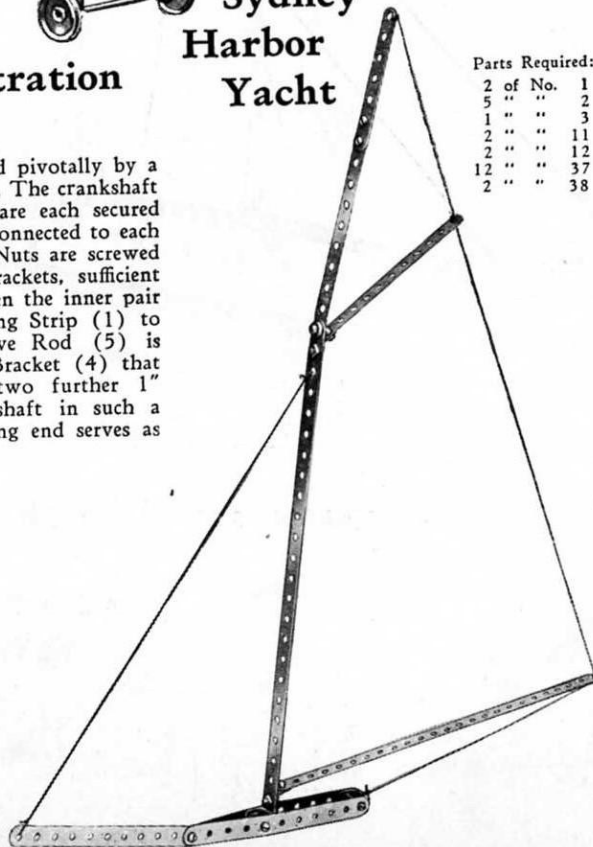 Sydney
Harbor
Yacht
tration
d pivotally by a
. The crankshaft
are each secured
onnected to each
Nuts are screwed
rackets, sufficient
en the inner pair
ng Strip (1) to
ve Rod (5) is
Bracket (4) that
two further 1"
shaft in such a
ng end serves as
Parts Required:
2 of No. 1
5 " " 2
1 " " 3
2 " " 11
2 " " 12
12 " " 37
2 " " 38